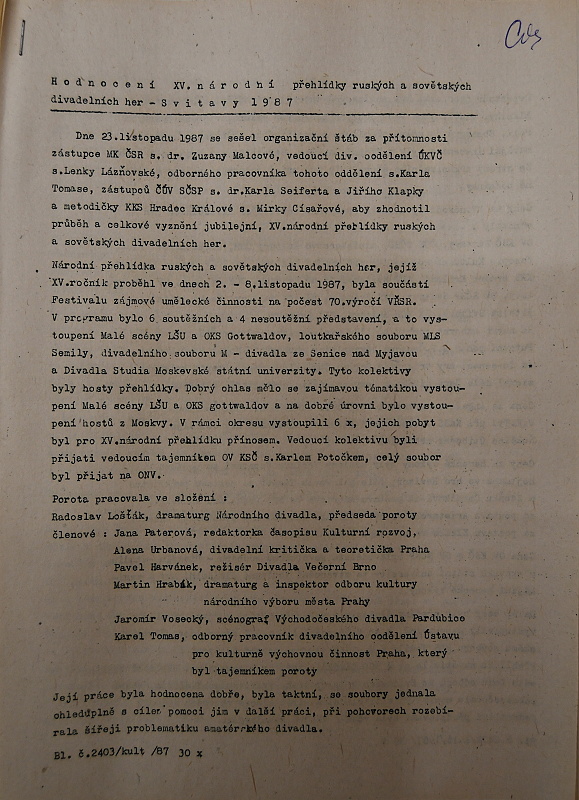 H o d n o c e n í   XV. n á r o d n í   přehlídky ruských a sovětských
divadelních her - S v i t a v y  1 9 8 7
Dne 23.listopadu 1987 se sešel organizační štáb za přítomnosti
zástupce MK ČSR s. dr. Zuzany Malcové, vedoucí div. oodělení ÚKVČ
s.Lenky Lázňovské, odborného pracovníka tohoto oddělení s.Karla
Tomase, zástupců ČÚV SČSP s. dr.Karla Seiferta a Jiřího Klapky
a metodičky KKS Hradec Králové s. Mirky Císařové, aby zhodnotil
průběh a celkové vyznění jubilejní, XV.národní přehlídky ruských
a sovětských divadelních her.
Národní přehlídka ruských a sovětských divadelních her, jejíž
XV.ročník proběhl ve dnech 2. - 8.listopadu 1987, byla součástí
Festivalu zájmové umělecké činnosti na počest 70.výročí VŘSR.
V programu bylo 6 soutěžních a 4 nesoutěžní představení, a to vys-
toupení Malé scény LŠU a OKS Gottwaldov, loutkařského souboru MLS
Semily, divadelního souboru M - divadla ze Senice nad Myjavou
a Divadla Studia Moskevské státní univerzity. Tyto kolektivy
byly hosty přehlídky. Dobrý ohlas mělo se zajímavou tématikou vystou-
pení Malé scény LŠU a OKS gottwaldov a na dobré úrovni bylo vystou-
pení hostů z Moskvy. V rámci okresu vystoupili 6 x, jejich pobyt
byl pro XV.národní přehlídku přínosem. Vedoucí kolektivu byli
přijati vedoucím tajemníkem OV KSČ s.Karlem Potočkem, celý soubor
byl přijat na ONV.
Porota pracovala ve složení :
Radoslav Lošťák, dramaturg Národního divadla, předseda poroty
členové : Jana Paterová, redaktorka časopisu Kulturní rozvoj,
Alena Urbanová, divadelní kritička a teoretička Praha
Pavel Harvánek, režisér Divadla Večerní Brno
Martin Hrabák, dramaturg a inspektor odboru kultury
národního výboru města Prahy
Jaromír Vosecký, scénograf Východočeského divadla Pardubice
Karel Tomas, odborný pracovník divadelního oodělení Ústavu
pro kulturně výchovnou činnost Praha, který
byl tajemníkem poroty
Její práce byla hodnocena dobře, byla taktní, se soubory jednala
ohleduplně s cílem pomoci jim v další práci, při pohovorech rozebí-
rala šířeji problematiku amatérského divadla.
Bl. č.2403/kult /87  30 x